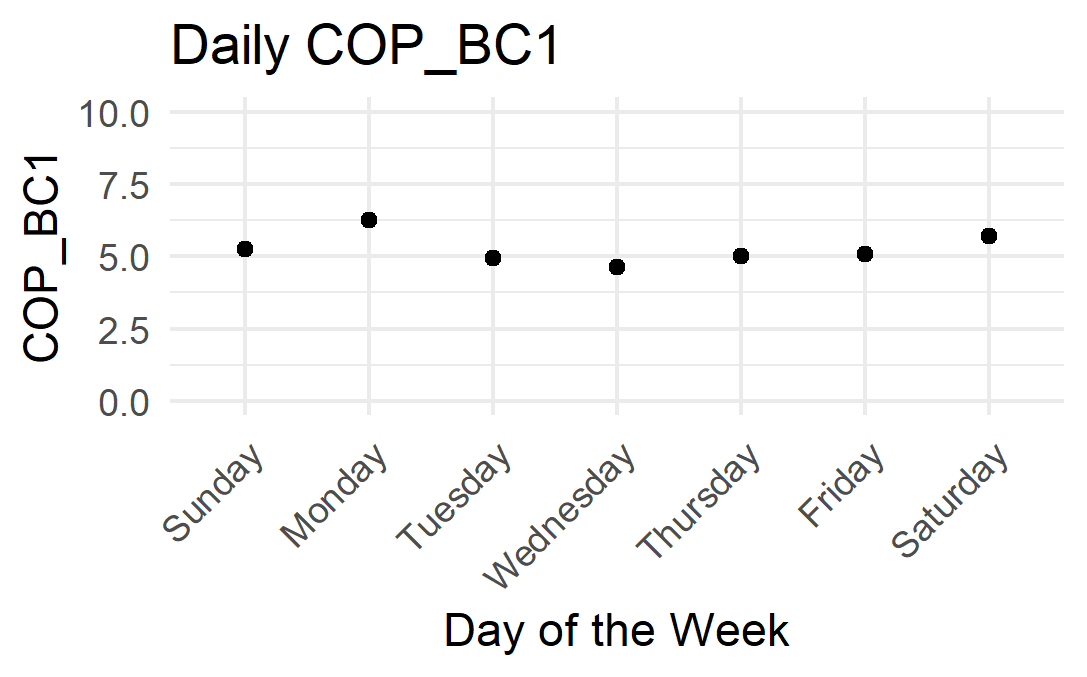 Daily COP_BC1
COP_BC1
10.0
7.5
5.0
2.5
0.0
Sunday
Monday
Tuesday
Wednesday
Thursday
Friday
Saturday
Day of the Week